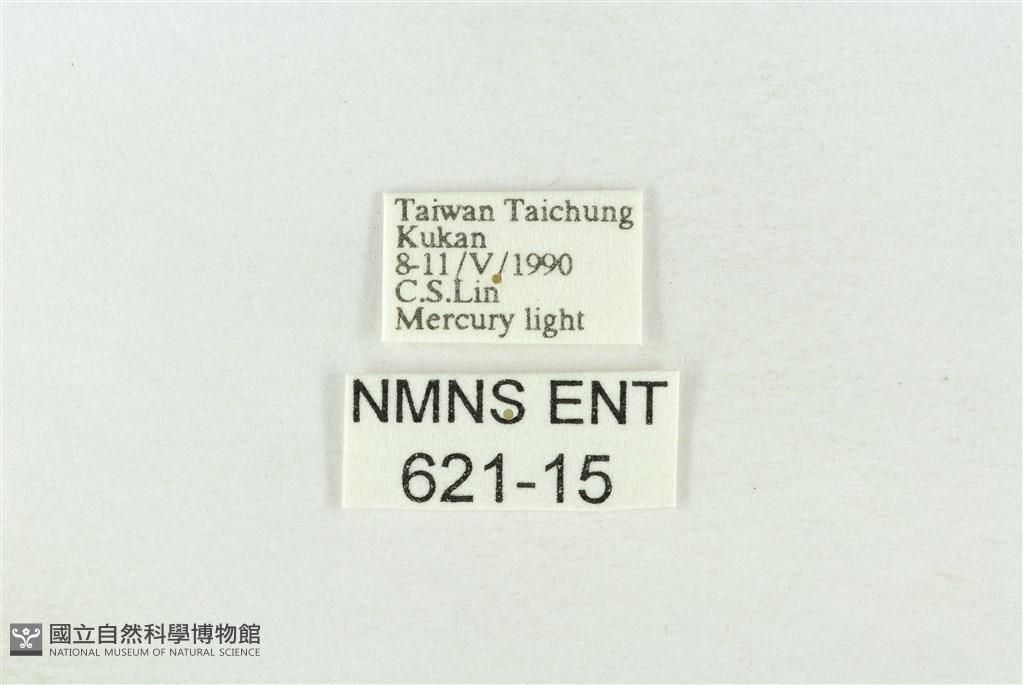 Taiwan Taichung
Kukan
8-11/V/1990
C.S.Lin
Mercury light
NMNS ENT
621-15
國立自然科學博物館
NATIONAL MUSEUM OF NATURAL SCIENCE